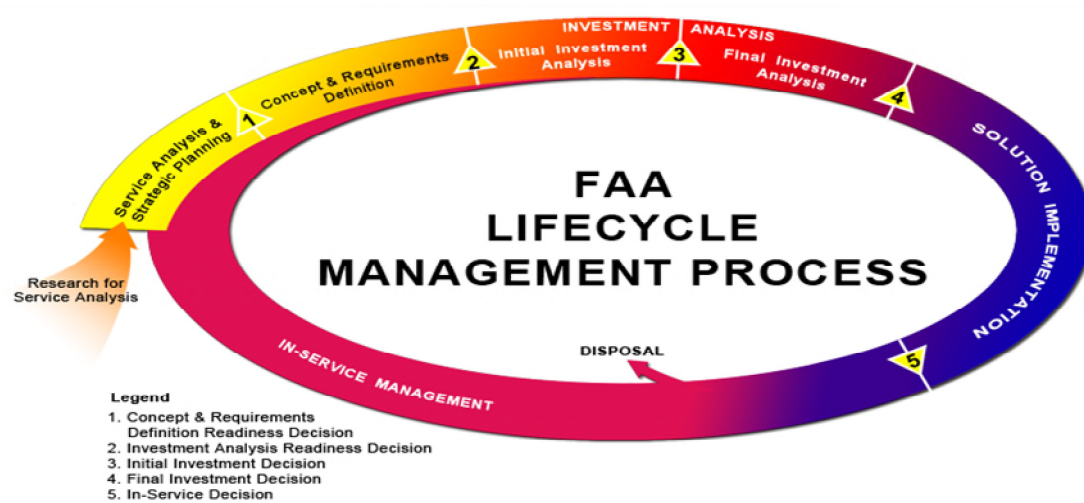 INVESTMENT ANALYSIS
Initial Investment
Analysis
Final Investment
Analysis
Concept & Requirements
Definition
Service Analysis &
Strategic Planning
1
2
3
4
5
SOLUTION IMPLEMENTATION
FAA
LIFECYCLE
MANAGEMENT PROCESS
Research for
Service Analysis
DISPOSAL
IN-SERVICE MANAGEMENT
Legend
1. Concept & Requirements
Definition Readiness Decision
2. Investment Analysis Readiness Decision
3. Initial Investment Decision
4. Final Investment Decision
5. In-Service Decision